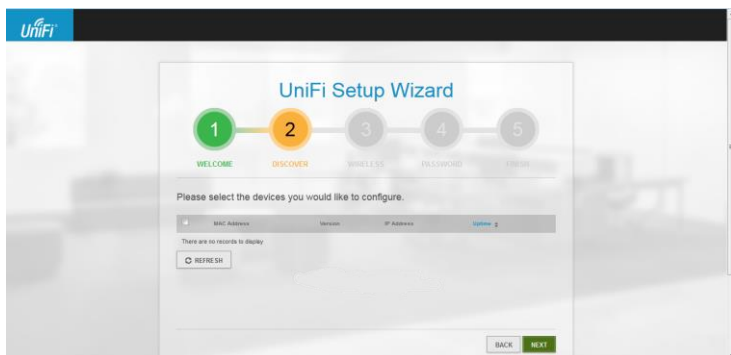 UniFi
UniFi Setup Wizard
1 2 3 4 5
WELCOME DISCOVER WIRELESS PASSWORD FINISH
Please select the devices you would like to configure.
MAC Address Version IP Address Uptime
There are no records to display
REFRESH
BACK NEXT